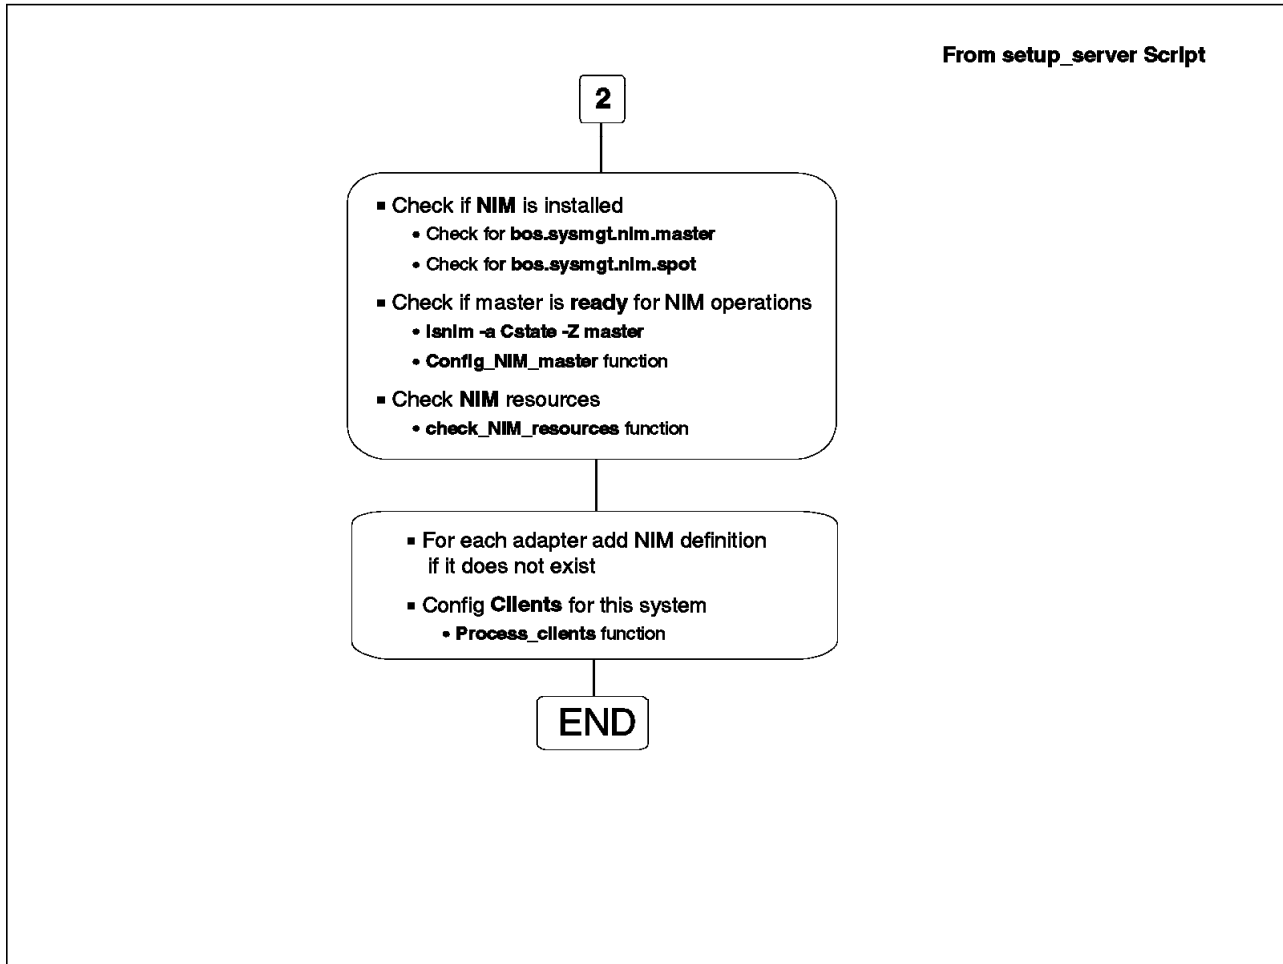 From setup_server Script
2
▪ Check if NIM is installed
• Check for bos.sysmgt.nim.master
• Check for bos.sysmgt.nim.spot
▪ Check if master is ready for NIM operations
• lsnim -a Cstate -Z master
• Config_NIM_master function
▪ Check NIM resources
• check_NIM_resources function
▪ For each adapter add NIM definition
if it does not exist
▪ Config Clients for this system
• Process_clients function
END